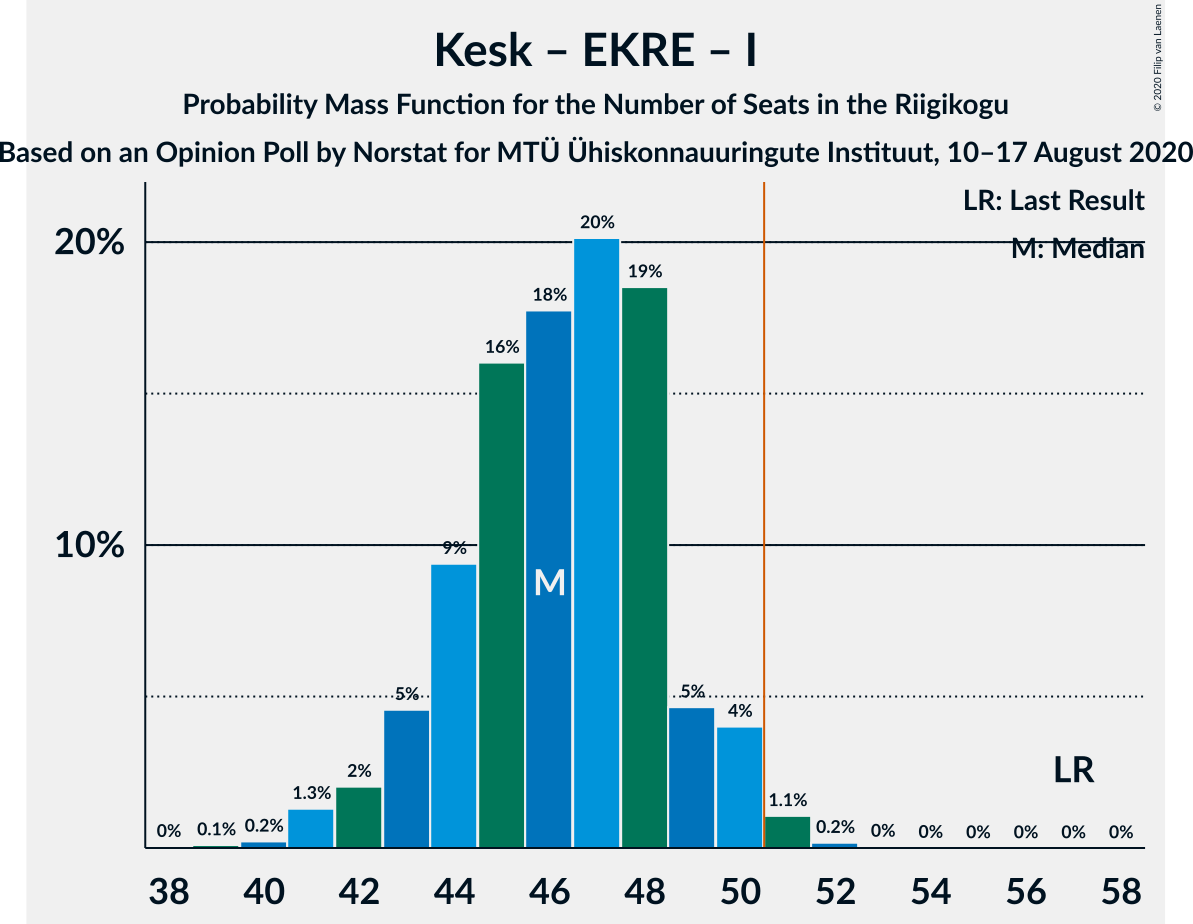 Kesk – EKRE – I
Probability Mass Function for the Number of Seats in the Riigikogu
Based on an Opinion Poll by Norstat for MTÜ Ühiskonnauuringute Instituut, 10–17 August 2020
© 2020 Filip van Laenen
LR: Last Result
M: Median
20%
10%
0% 0.1% 0.2% 1.3% 2% 5% 9% 16% 18% 20% 19% 5% 4% 1.1% 0.2% 0% 0% 0% 0% 0% 0%
M
LR
38 40 42 44 46 48 50 52 54 56 58